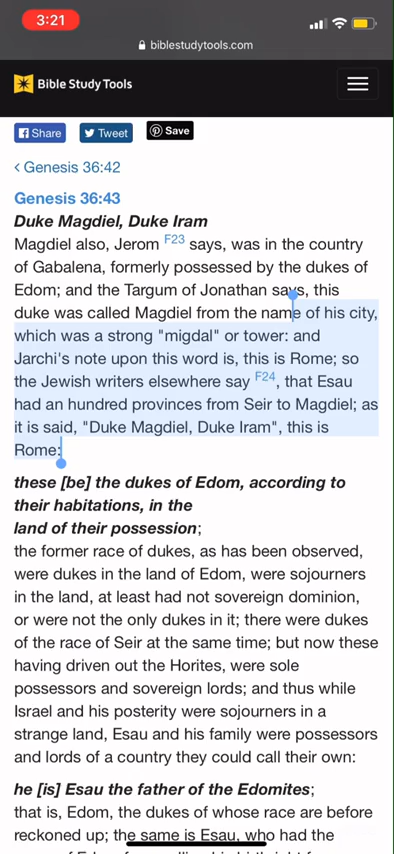 3:21
biblestudytools.com
Bible Study Tools
Share Tweet Save
< Genesis 36:42
Genesis 36:43
Duke Magdiel, Duke Iram
Magdiel also, Jerom F23 says, was in the country
of Gabalena, formerly possessed by the dukes of
Edom; and the Targum of Jonathan says, this
duke was called Magdiel from the name of his city,
which was a strong "migdal" or tower: and
Jarchi's note upon this word is, this is Rome; so
the Jewish writers elsewhere say F24, that Esau
had an hundred provinces from Seir to Magdiel; as
it is said, "Duke Magdiel, Duke Iram", this is
Rome:
these [be] the dukes of Edom, according to
their habitations, in the
land of their possession;
the former race of dukes, as has been observed,
were dukes in the land of Edom, were sojourners
in the land, at least had not sovereign dominion,
or were not the only dukes in it; there were dukes
of the race of Seir at the same time; but now these
having driven out the Horites, were sole
possessors and sovereign lords; and thus while
Israel and his posterity were sojourners in a
strange land, Esau and his family were possessors
and lords of a country they could call their own:
he [is] Esau the father of the Edomites;
that is, Edom, the dukes of whose race are before
reckoned up; the same is Esau, who had the